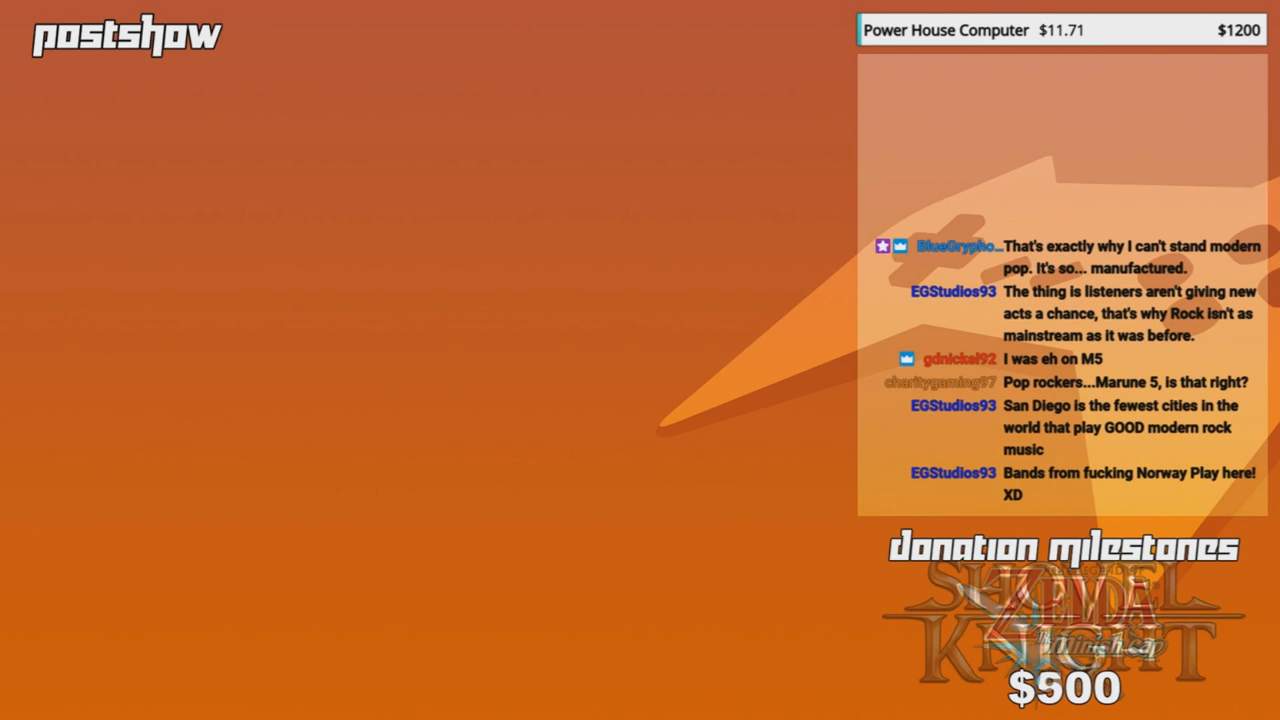 postshow
Power House Computer $11.71 $1200
BlueGrypho... That's exactly why I can't stand modern
pop. It's so... manufactured.
EGStudios93 The thing is listeners aren't giving new
acts a chance, that's why Rock isn't as
mainstream as it was before.
gdnickel92 I was eh on M5
charitygaming97 Pop rockers...Marune 5, is that right?
EGStudios93 San Diego is the fewest cities in the
world that play GOOD modern rock
music
EGStudios93 Bands from fucking Norway Play here!
XD
donation milestones
SHOVEL
KNIGHT
ZELDA
The Minish Cap
$500